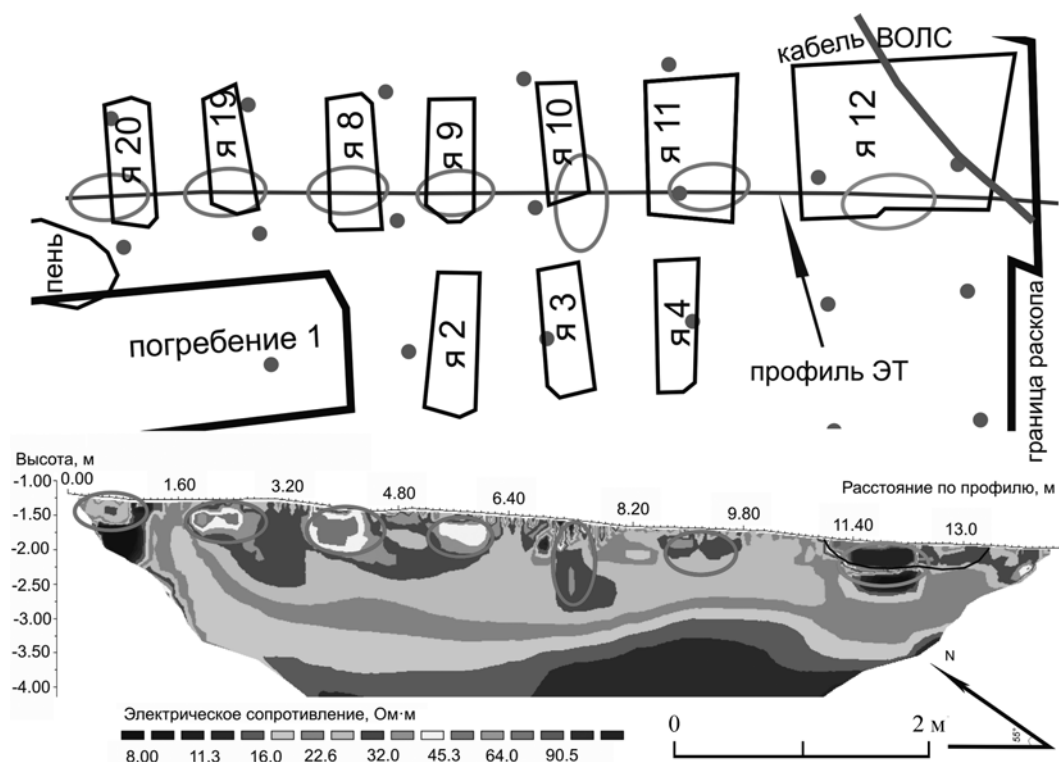 кабель ВОЛС
я 20
я 19
я 8
я 9
я 10
я 11
я 12
пень
погребение 1
я 2
я 3
я 4
профиль ЭТ
граница раскопа
Высота, м
0.00 1.60 3.20 4.80 6.40 8.20 9.80 11.40 13.0
Расстояние по профилю, м
-1.00
-1.50
-2.00
-2.50
-3.00
-3.50
-4.00
Электрическое сопротивление, Ом·м
8.00 11.3 16.0 22.6 32.0 45.3 64.0 90.5
0 2 м
N
55°